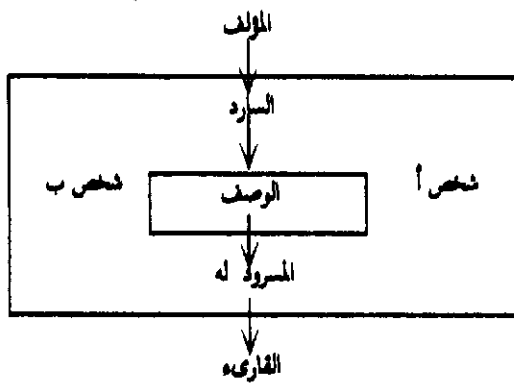 المؤلف
السارد
شخص أ شخص ب
الوصف
المسرود له
القارىء